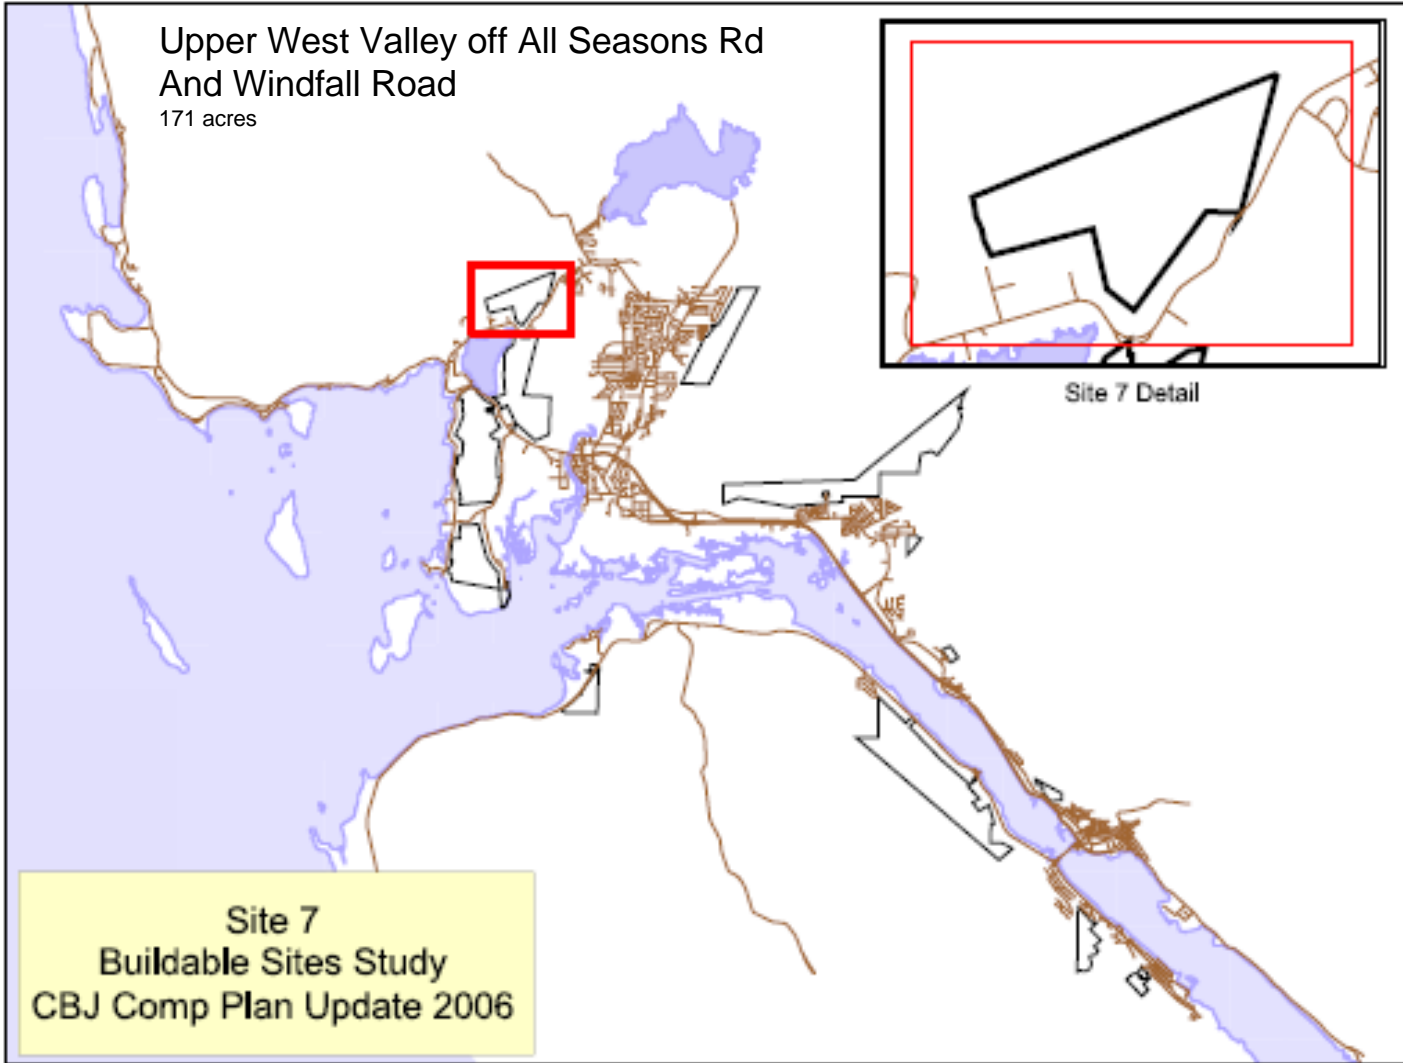 Upper West Valley off All Seasons Rd
And Windfall Road
171 acres
Site 7 Detail
Site 7
Buildable Sites Study
CBJ Comp Plan Update 2006